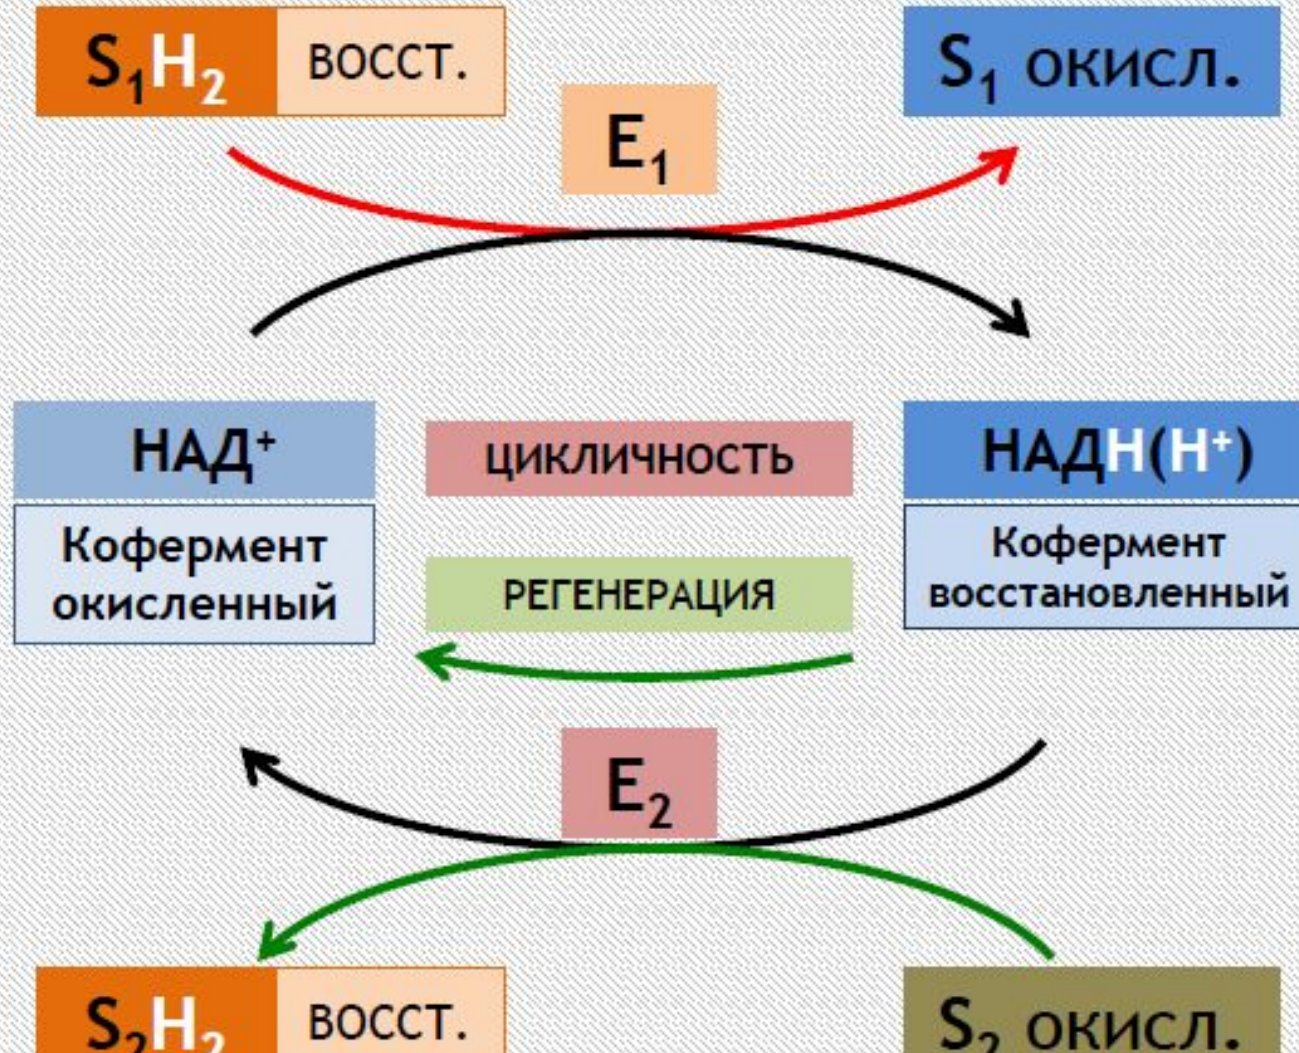 S₁H₂ ВОССТ.
S₁ ОКИСЛ.
E₁
НАД⁺
ЦИКЛИЧНОСТЬ
НАДН(Н⁺)
Кофермент
окисленный
РЕГЕНЕРАЦИЯ
Кофермент
восстановленный
E₂
S₂H₂ ВОССТ.
S₂ ОКИСЛ.